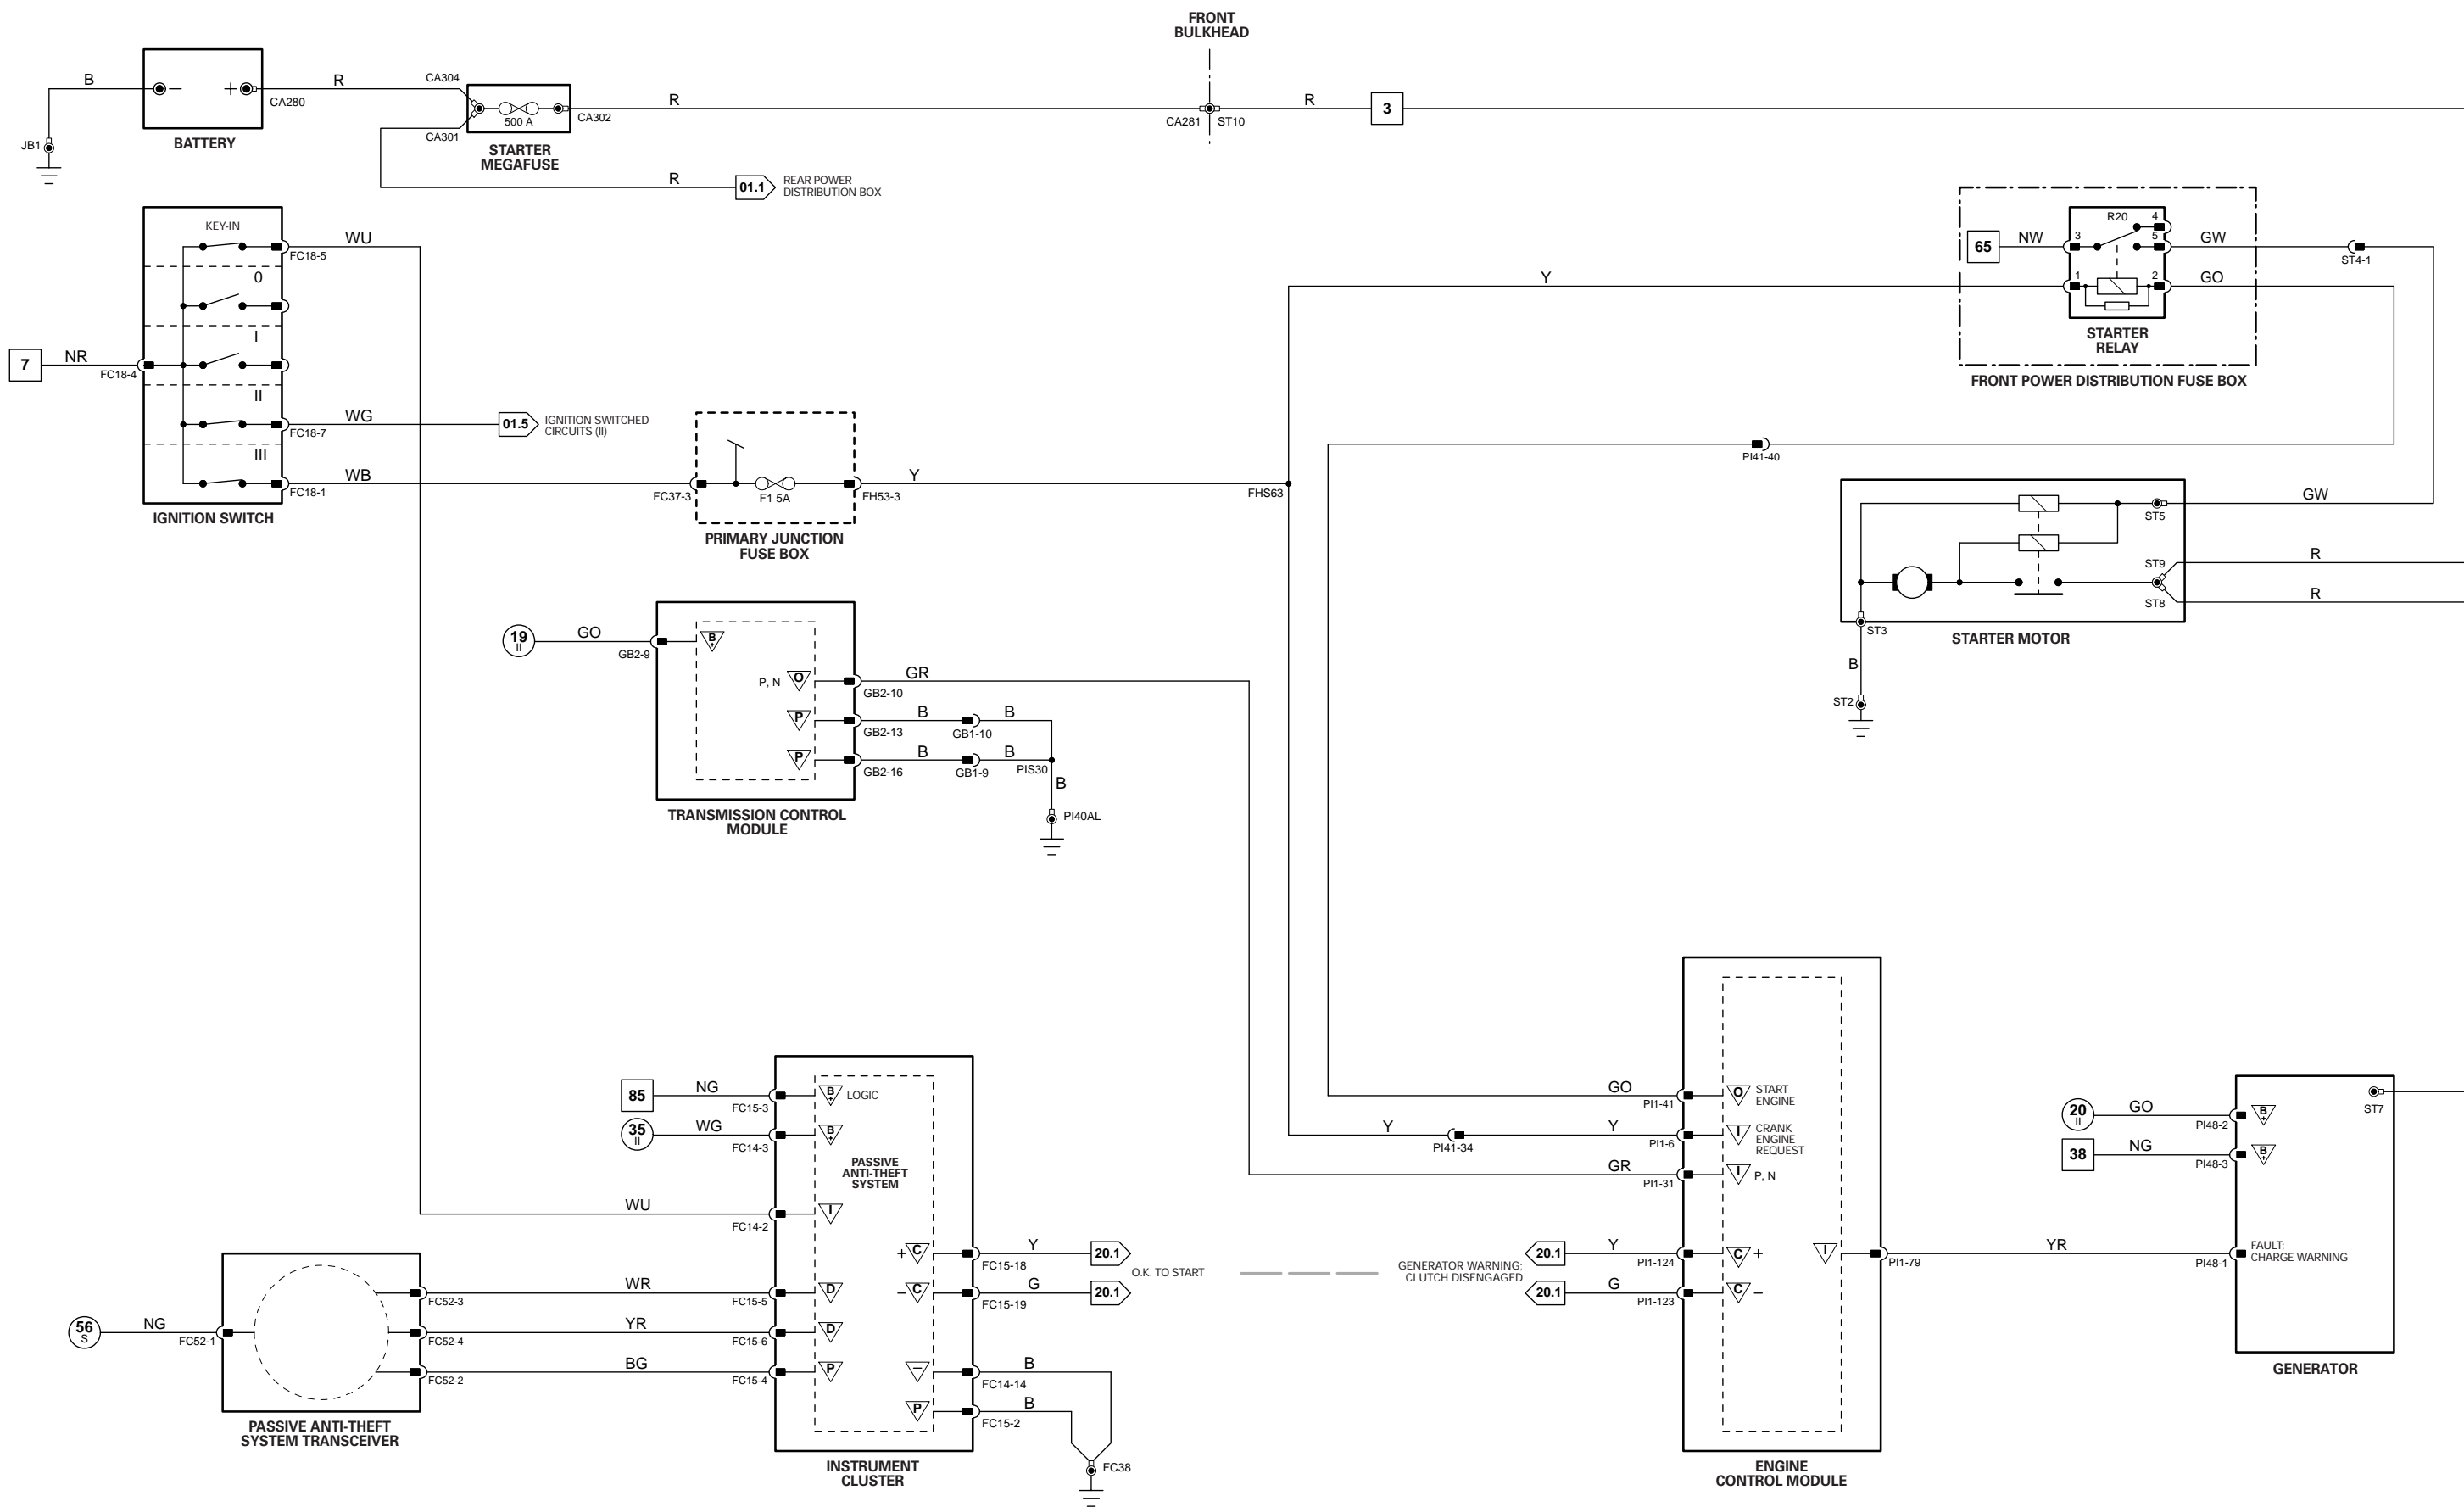 FRONT
BULKHEAD
B
R
CA304
R
R
3
CA280
500 A
CA302
CA281
ST10
CA301
JB1
BATTERY
STARTER
MEGAFUSE
R
01.1
REAR POWER
DISTRIBUTION BOX
KEY-IN
WU
FC18-5
0
I
7
NR
FC18-4
II
WG
FC18-7
01.5
IGNITION SWITCHED
CIRCUITS (II)
III
WB
FC18-1
IGNITION SWITCH
FC37-3
F1 5A
Y
FH53-3
FHS63
PRIMARY JUNCTION
FUSE BOX
Y
65
NW
R20
4
3
5
GW
ST4-1
1
2
GO
STARTER
RELAY
FRONT POWER DISTRIBUTION FUSE BOX
PI41-40
GW
ST5
R
ST9
R
ST8
ST3
STARTER MOTOR
B
ST2
19
II
GO
GB2-9
B
+
P, N
O
GR
GB2-10
P
B
B
GB2-13
GB1-10
P
B
B
GB2-16
GB1-9
PIS30
B
PI40AL
TRANSMISSION CONTROL
MODULE
85
NG
FC15-3
B
+
LOGIC
35
II
WG
FC14-3
B
+
PASSIVE
ANTI-THEFT
SYSTEM
WU
FC14-2
I
+
C
Y
FC15-18
20.1
O.K. TO START
WR
FC52-3
FC15-5
D
–
C
G
FC15-19
20.1
56
S
NG
FC52-1
YR
FC52-4
FC15-6
D
BG
FC52-2
FC15-4
P
–
B
FC14-14
P
B
FC15-2
FC38
PASSIVE ANTI-THEFT
SYSTEM TRANSCEIVER
INSTRUMENT
CLUSTER
GO
PI1-41
O
START
ENGINE
Y
PI41-34
Y
PI1-6
I
CRANK
ENGINE
REQUEST
GR
PI1-31
I
P, N
GENERATOR WARNING;
CLUTCH DISENGAGED
20.1
Y
PI1-124
C
+
I
PI1-79
20.1
G
PI1-123
C
–
ENGINE
CONTROL MODULE
YR
20
II
GO
PI48-2
B
+
ST7
38
NG
PI48-3
B
+
PI48-1
FAULT;
CHARGE WARNING
GENERATOR